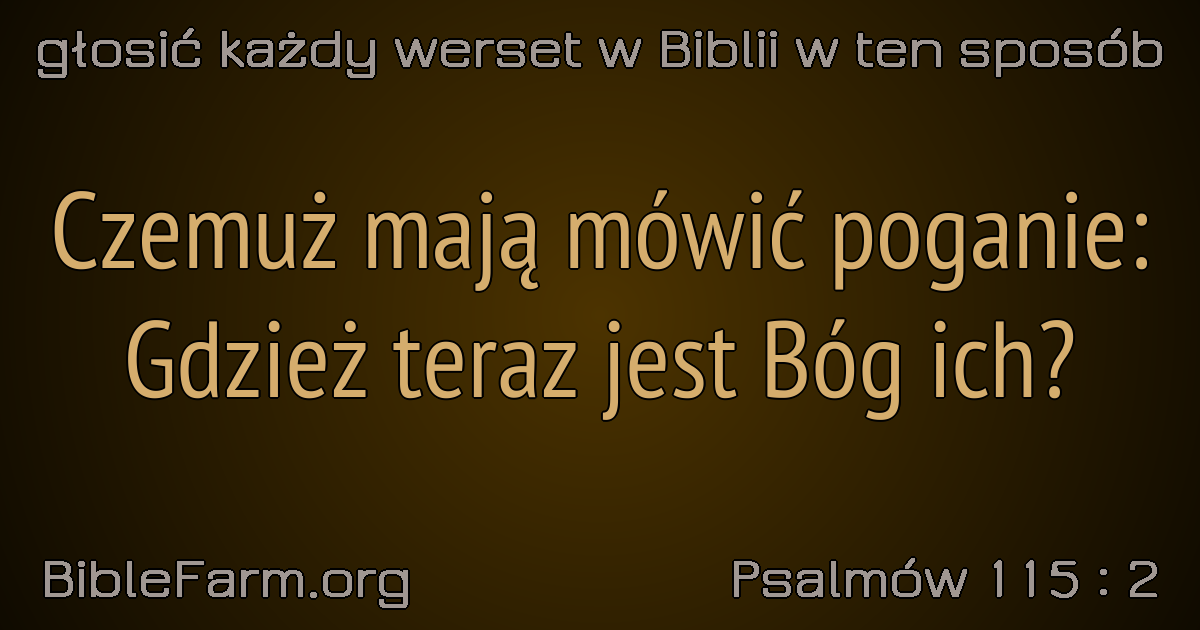 głosić każdy werset w Biblii w ten sposób
Czemuż mają mówić poganie:
Gdzież teraz jest Bóg ich?
BibleFarm.org
Psalmów 115 : 2